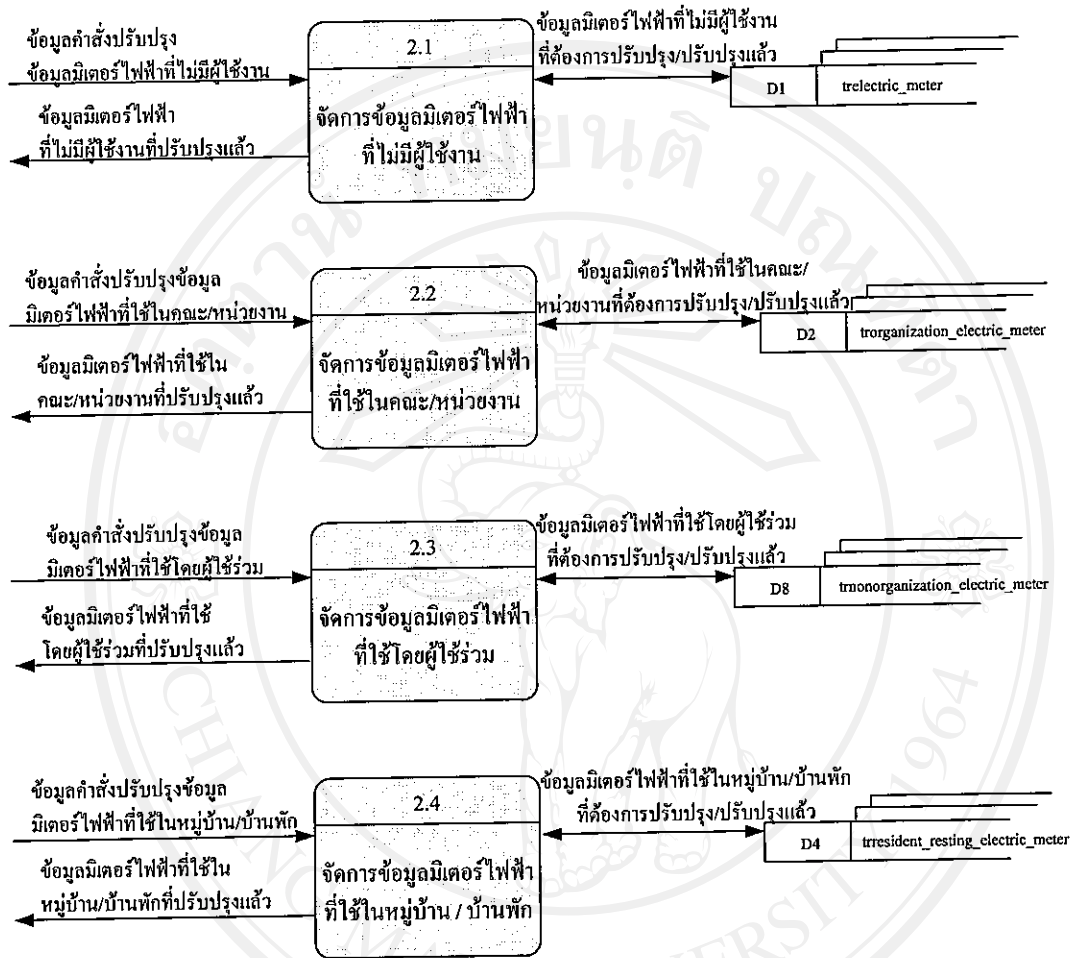 ข้อมูลคำสั่งปรับปรุง
ข้อมูลมิเตอร์ไฟฟ้าที่ไม่มีผู้ใช้งาน
ข้อมูลมิเตอร์ไฟฟ้า
ที่ไม่มีผู้ใช้งานที่ปรับปรุงแล้ว
2.1
จัดการข้อมูลมิเตอร์ไฟฟ้า
ที่ไม่มีผู้ใช้งาน
ข้อมูลมิเตอร์ไฟฟ้าที่ไม่มีผู้ใช้งาน
ที่ต้องการปรับปรุง/ปรับปรุงแล้ว
D1 trelectric_meter
ข้อมูลคำสั่งปรับปรุงข้อมูล
มิเตอร์ไฟฟ้าที่ใช้ในคณะ/หน่วยงาน
ข้อมูลมิเตอร์ไฟฟ้าที่ใช้ใน
คณะ/หน่วยงานที่ปรับปรุงแล้ว
2.2
จัดการข้อมูลมิเตอร์ไฟฟ้า
ที่ใช้ในคณะ/หน่วยงาน
ข้อมูลมิเตอร์ไฟฟ้าที่ใช้ในคณะ/
หน่วยงานที่ต้องการปรับปรุง/ปรับปรุงแล้ว
D2 trorganization_electric_meter
ข้อมูลคำสั่งปรับปรุงข้อมูล
มิเตอร์ไฟฟ้าที่ใช้โดยผู้ใช้ร่วม
ข้อมูลมิเตอร์ไฟฟ้าที่ใช้
โดยผู้ใช้ร่วมที่ปรับปรุงแล้ว
2.3
จัดการข้อมูลมิเตอร์ไฟฟ้า
ที่ใช้โดยผู้ใช้ร่วม
ข้อมูลมิเตอร์ไฟฟ้าที่ใช้โดยผู้ใช้ร่วม
ที่ต้องการปรับปรุง/ปรับปรุงแล้ว
D8 trnonorganization_electric_meter
ข้อมูลคำสั่งปรับปรุงข้อมูล
มิเตอร์ไฟฟ้าที่ใช้ในหมู่บ้าน/บ้านพัก
ข้อมูลมิเตอร์ไฟฟ้าที่ใช้ใน
หมู่บ้าน/บ้านพักที่ปรับปรุงแล้ว
2.4
จัดการข้อมูลมิเตอร์ไฟฟ้า
ที่ใช้ในหมู่บ้าน / บ้านพัก
ข้อมูลมิเตอร์ไฟฟ้าที่ใช้ในหมู่บ้าน/บ้านพัก
ที่ต้องการปรับปรุง/ปรับปรุงแล้ว
D4 trresident_resting_electric_meter